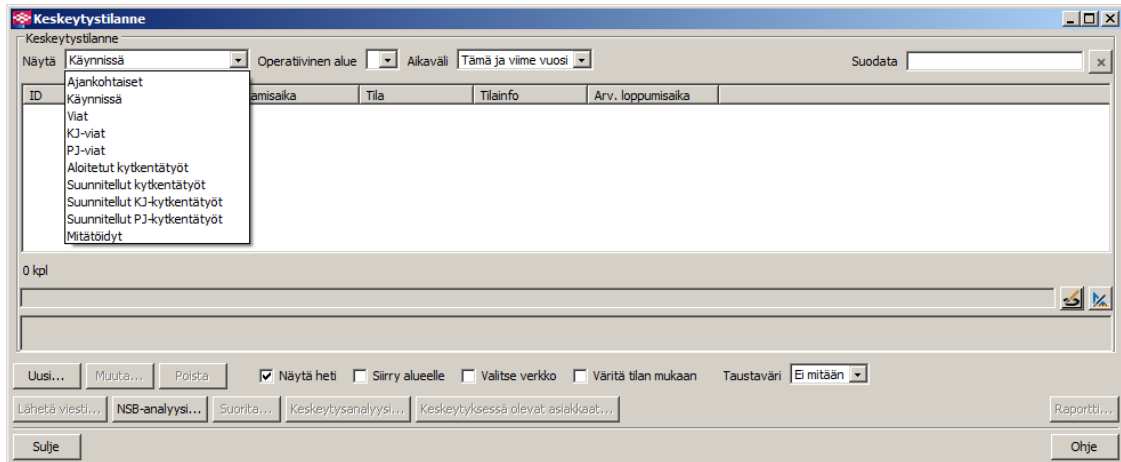 Keskeytystilanne
Keskeytystilanne
Näytä Käynnissä Operatiivinen alue Aikaväli Tämä ja viime vuosi Suodata
ID amisaika Tila Tilainfo Arv. loppumisaika
Ajankohtaiset
Käynnissä
Viat
KJ-viat
PJ-viat
Aloitetut kytkentätyöt
Suunnitellut kytkentätyöt
Suunnitellut KJ-kytkentätyöt
Suunnitellut PJ-kytkentätyöt
Mitätöidyt
0 kpl
Uusi... Muuta... Poista Näytä heti Siirry alueelle Valitse verkko Väritä tilan mukaan Taustaväri Ei mitään
Lähetä viesti... NSB-analyysi... Suorita... Keskeytysanalyysi... Keskeytyksessä olevat asiakkaat... Raportti...
Sulje Ohje